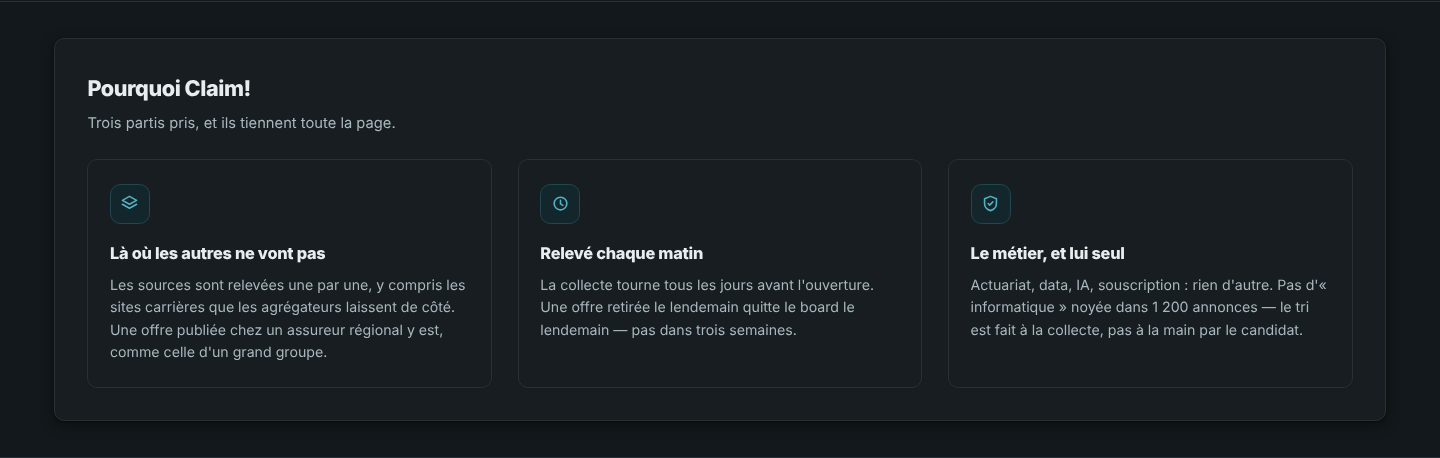 Pourquoi Claim!
Trois partis pris, et ils tiennent toute la page.
Là où les autres ne vont pas
Les sources sont relevées une par une, y compris les
sites carrières que les agrégateurs laissent de côté.
Une offre publiée chez un assureur régional y est,
comme celle d'un grand groupe.
Relevé chaque matin
La collecte tourne tous les jours avant l'ouverture.
Une offre retirée le lendemain quitte le board le
lendemain — pas dans trois semaines.
Le métier, et lui seul
Actuariat, data, IA, souscription : rien d'autre. Pas d'«
informatique » noyée dans 1 200 annonces — le tri
est fait à la collecte, pas à la main par le candidat.